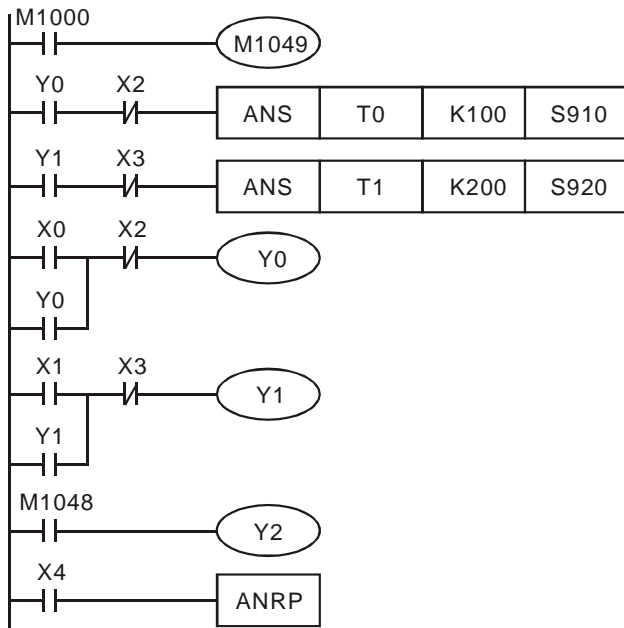 M1000
M1049
Y0 X2
ANS T0 K100 S910
Y1 X3
ANS T1 K200 S920
X0 X2
Y0
Y0
X1 X3
Y1
Y1
M1048
Y2
X4
ANRP